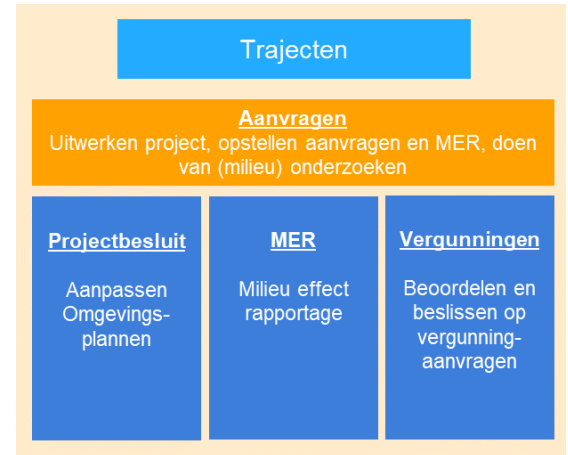 Trajecten
Aanvragen
Uitwerken project, opstellen aanvragen en MER, doen
van (milieu) onderzoeken
Projectbesluit
Aanpassen
Omgevings-
plannen
MER
Milieu effect
rapportage
Vergunningen
Beoordelen en
beslissen op
vergunning-
aanvragen